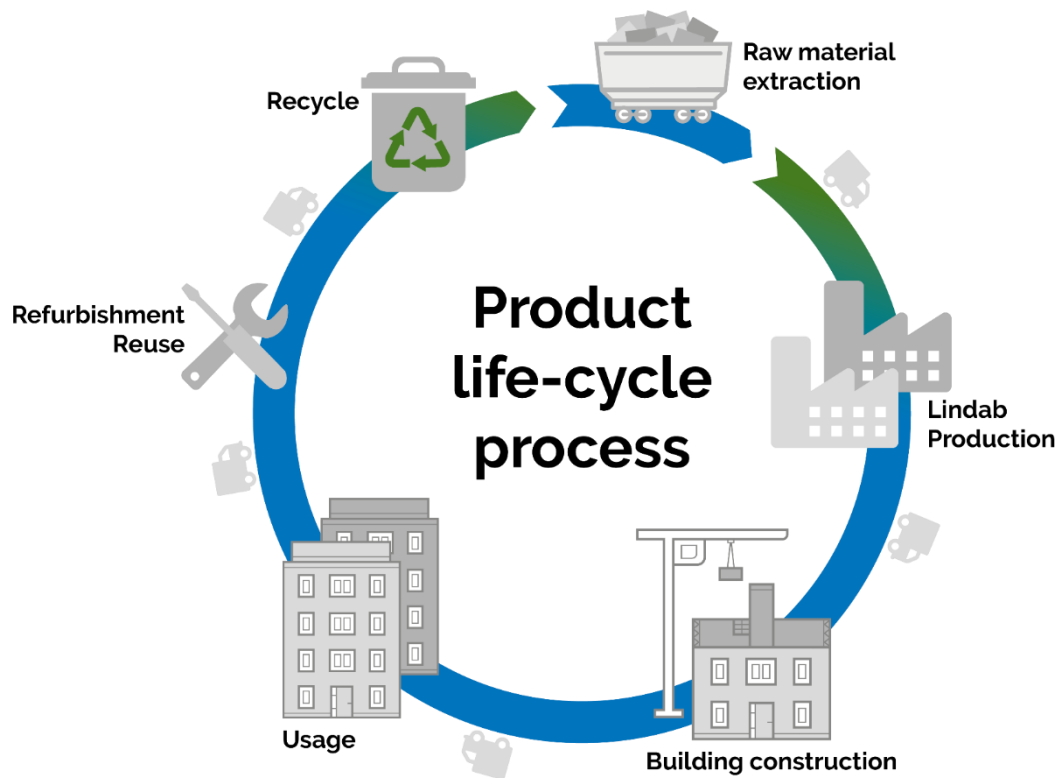 Product
life-cycle
process
Raw material
extraction
Lindab
Production
Building construction
Usage
Refurbishment
Reuse
Recycle